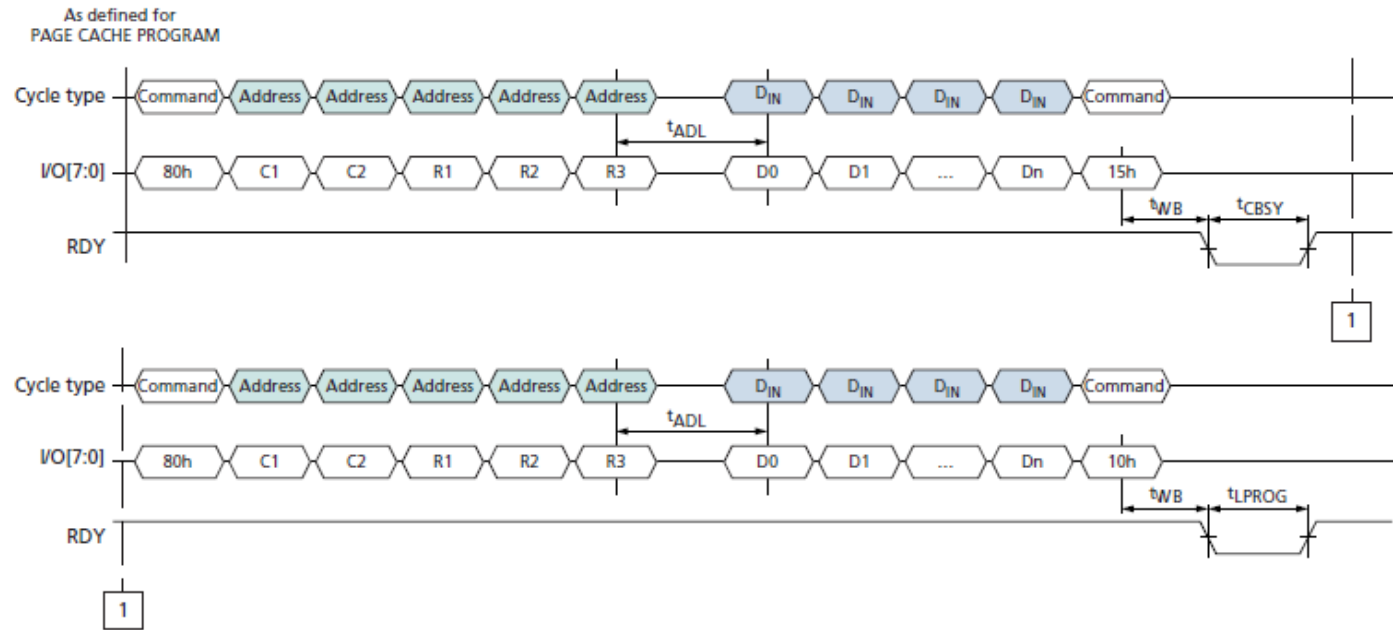 As defined for
PAGE CACHE PROGRAM
Cycle type Command Address Address Address Address Address DIN DIN DIN DIN Command
tADL
I/O[7:0] 80h C1 C2 R1 R2 R3 D0 D1 ... Dn 15h
tWB tCBSY
RDY
1
Cycle type Command Address Address Address Address Address DIN DIN DIN DIN Command
tADL
I/O[7:0] 80h C1 C2 R1 R2 R3 D0 D1 ... Dn 10h
tWB tLPROG
RDY
1